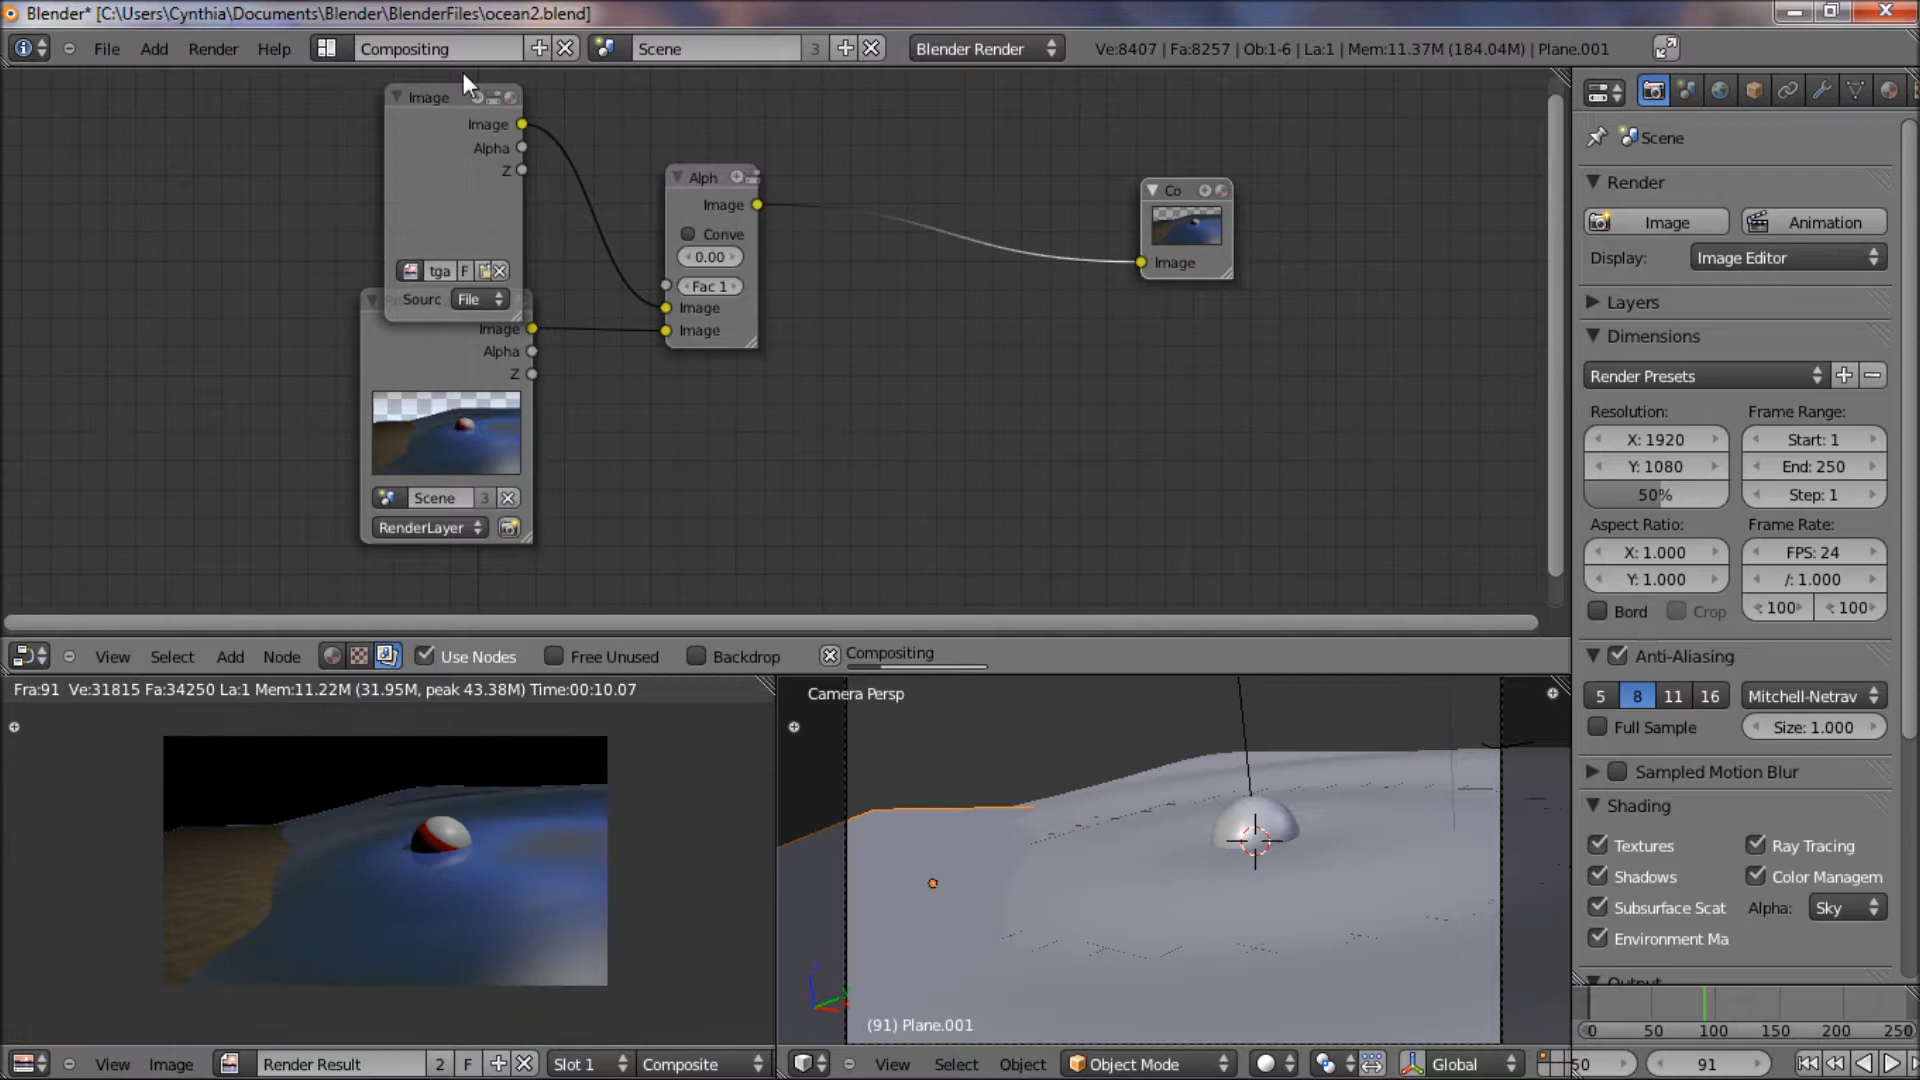 Blender* [C:\Users\Cynthia\Documents\Blender\BlenderFiles\ocean2.blend]
File Add Render Help Compositing Scene 3 Blender Render Ve:8407 | Fa:8257 | Ob:1-6 | La:1 | Mem:11.37M (184.04M) | Plane.001
Image
Image
Alpha
Z
tga F
Sourc File
Image
Alpha
Z
Scene 3
RenderLayer
Alph
Image
Conve
0.00
Fac 1
Image
Image
Co
Image
View Select Add Node Use Nodes Free Unused Backdrop Compositing
Fra:91 Ve:31815 Fa:34250 La:1 Mem:11.22M (31.95M, peak 43.38M) Time:00:10.07
View Image Render Result 2 F Slot 1 Composite
Camera Persp
(91) Plane.001
View Select Object Object Mode Global
Scene
Render
Image Animation
Display: Image Editor
Layers
Dimensions
Render Presets
Resolution: Frame Range:
X: 1920 Start: 1
Y: 1080 End: 250
50% Step: 1
Aspect Ratio: Frame Rate:
X: 1.000 FPS: 24
Y: 1.000 /: 1.000
Bord Crop 100 100
Anti-Aliasing
5 8 11 16 Mitchell-Netrav
Full Sample Size: 1.000
Sampled Motion Blur
Shading
Textures Ray Tracing
Shadows Color Managem
Subsurface Scat Alpha: Sky
Environment Ma
0 50 100 150 200 250
50 91